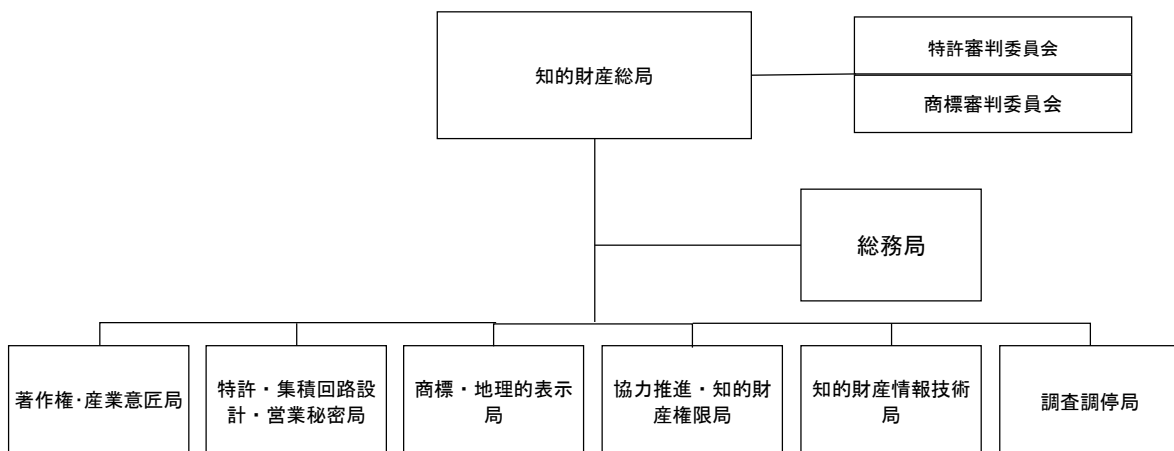 知的財産総局
特許審判委員会
商標審判委員会
総務局
著作権･産業意匠局
特許・集積回路設
計・営業秘密局
商標・地理的表示
局
協力推進・知的財
産権限局
知的財産情報技術
局
調査調停局